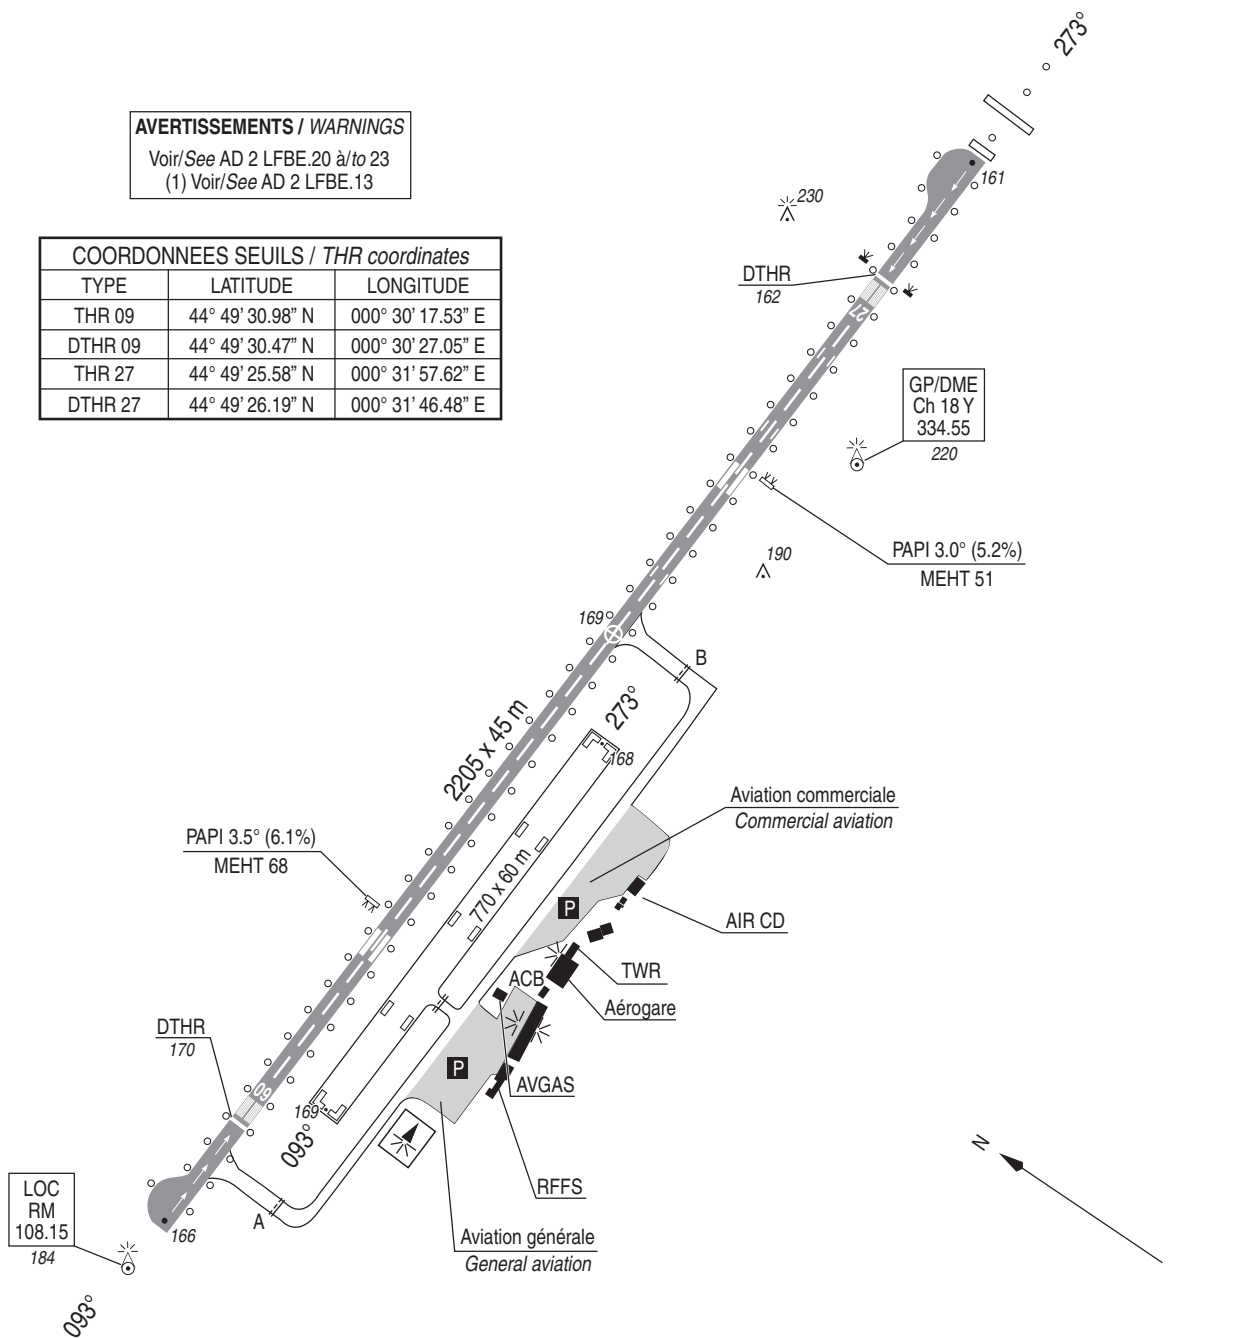 273°
AVERTISSEMENTS / WARNINGS
Voir/See AD 2 LFBE.20 à/to 23
(1) Voir/See AD 2 LFBE.13
161
230
COORDONNEES SEUILS / THR coordinates
TYPE LATITUDE LONGITUDE
THR 09 44° 49’ 30.98” N 000° 30’ 17.53” E
DTHR 09 44° 49’ 30.47” N 000° 30’ 27.05” E
THR 27 44° 49’ 25.58” N 000° 31’ 57.62” E
DTHR 27 44° 49’ 26.19” N 000° 31’ 46.48” E
DTHR
162
27
GP/DME
Ch 18 Y
334.55
220
PAPI 3.0° (5.2%)
MEHT 51
190
169
B
273°
168
2205 x 45 m
Aviation commerciale
Commercial aviation
PAPI 3.5° (6.1%)
MEHT 68
770 x 60 m
P
AIR CD
TWR
ACB
Aérogare
DTHR
170
P
AVGAS
09
169
093°
N
RFFS
LOC
RM
108.15
184
A
166
Aviation générale
General aviation
093°